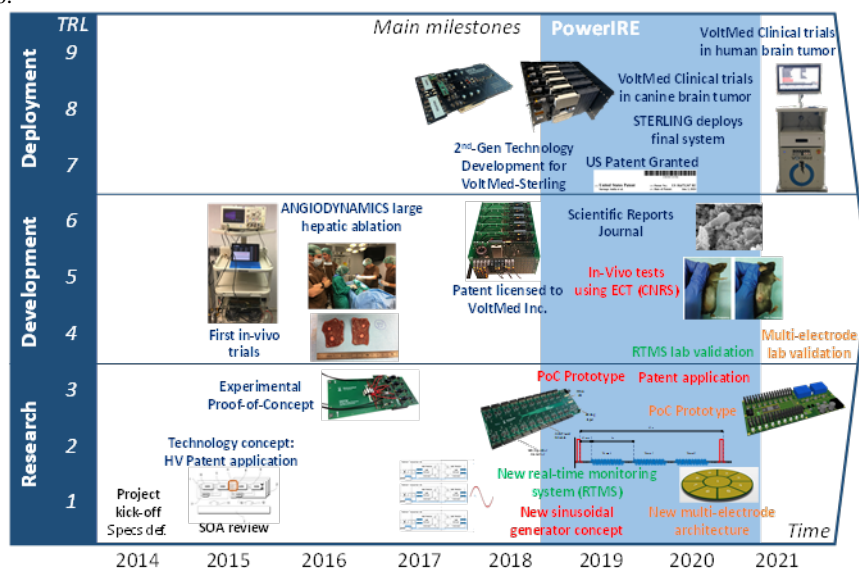 TRL
Main milestones
PowerIRE
Deployment
9
8
7
VoltMed Clinical trials
in human brain tumor
VoltMed Clinical trials
in canine brain tumor
STERLING deploys
final system
2nd-Gen Technology
Development for
VoltMed-Sterling
US Patent Granted
Development
6
5
4
ANGIODYNAMICS large
hepatic ablation
Scientific Reports
Journal
In-Vivo tests
using ECT (CNRS)
Patent licensed to
VoltMed Inc.
First in-vivo
trials
RTMS lab validation
Multi-electrode
lab validation
Research
3
2
1
Experimental
Proof-of-Concept
PoC Prototype
Patent application
PoC Prototype
Technology concept:
HV Patent application
New real-time monitoring
system (RTMS)
Project
kick-off
Specs def.
SOA review
New sinusoidal
generator concept
New multi-electrode
architecture
Time
2014
2015
2016
2017
2018
2019
2020
2021